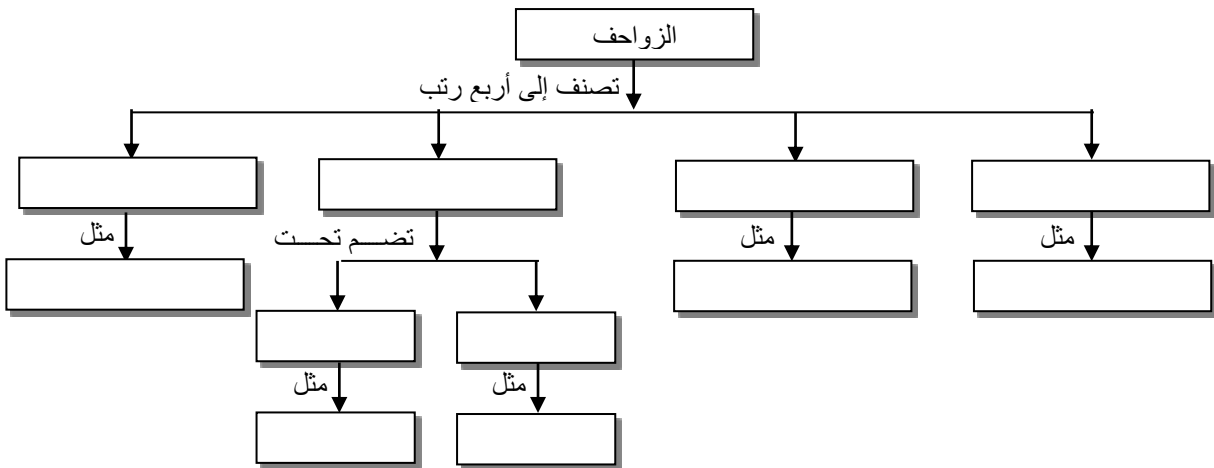 الزواحف
تصنف إلى أربع رتب
مثل
مثل
تضم تحت
مثل
مثل
مثل